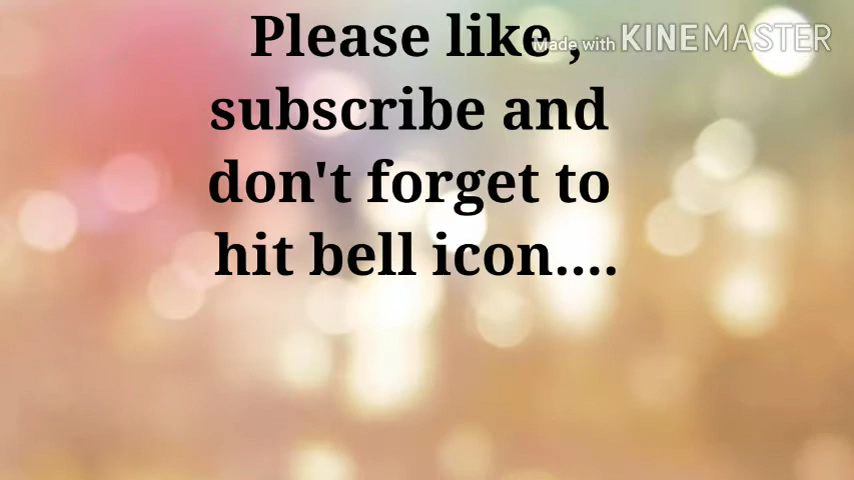 Please like ,
Made with KINEMASTER
subscribe and
don't forget to
hit bell icon....